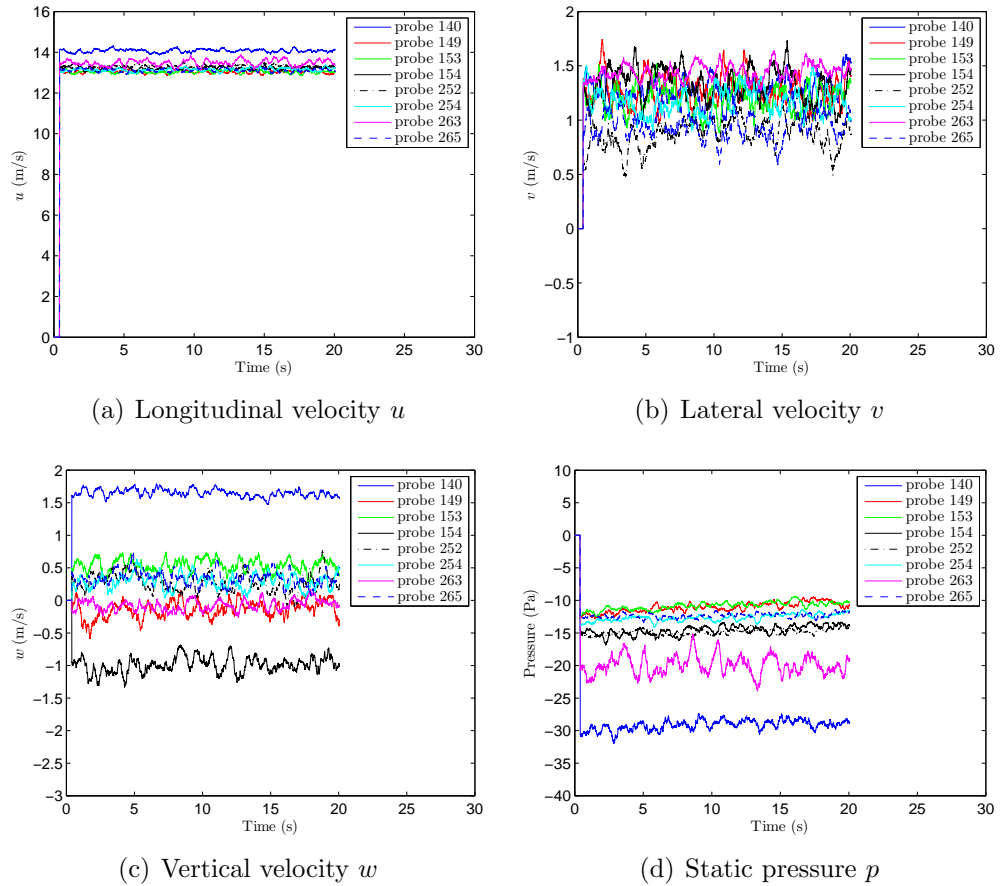 16
14
12
10
8
6
4
2
0
u (m/s)
0 5 10 15 20 25 30
Time (s)
probe 140
probe 149
probe 153
probe 154
probe 252
probe 254
probe 263
probe 265
(a) Longitudinal velocity u
2
1.5
1
0.5
0
−0.5
−1
v (m/s)
0 5 10 15 20 25 30
Time (s)
probe 140
probe 149
probe 153
probe 154
probe 252
probe 254
probe 263
probe 265
(b) Lateral velocity v
2
1.5
1
0.5
0
−0.5
−1
−1.5
−2
−2.5
−3
w (m/s)
0 5 10 15 20 25 30
Time (s)
probe 140
probe 149
probe 153
probe 154
probe 252
probe 254
probe 263
probe 265
(c) Vertical velocity w
10
5
0
−5
−10
−15
−20
−25
−30
−35
−40
Pressure (Pa)
0 5 10 15 20 25 30
Time (s)
probe 140
probe 149
probe 153
probe 154
probe 252
probe 254
probe 263
probe 265
(d) Static pressure p